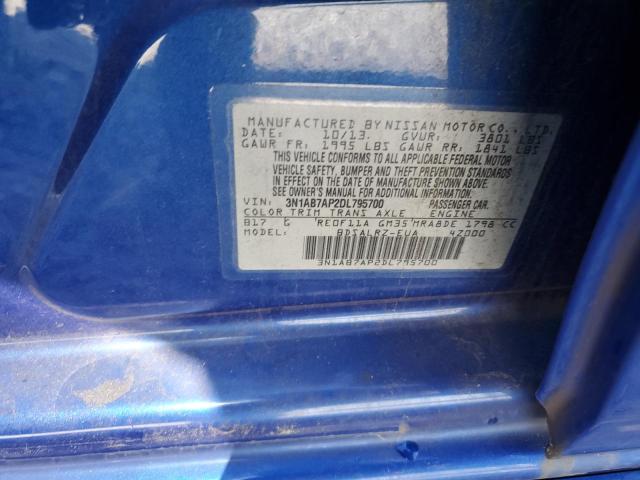 MANUFACTURED BY NISSAN MOTOR CO., LTD.
DATE: 10/13. GVWR: 3801 LBS
GAWR FR: 1995 LBS GAWR RR: 1841 LBS
THIS VEHICLE CONFORMS TO ALL APPLICABLE FEDERAL MOTOR
VEHICLE SAFETY, BUMPER, AND THEFT PREVENTION STANDARDS
IN EFFECT ON THE DATE OF MANUFACTURE SHOWN ABOVE.
SEE OWNER'S MANUAL FOR ADDITIONAL INFORMATION
VIN: 3N1AB7AP2DL795700 PASSENGER CAR.
COLOR TRIM TRANS AXLE ENGINE
B17 G RE0F11A GM35 MRA8DE 1798 CC
BDSALRZ-EUA 4Z000
3N1AB7AP2DL795700